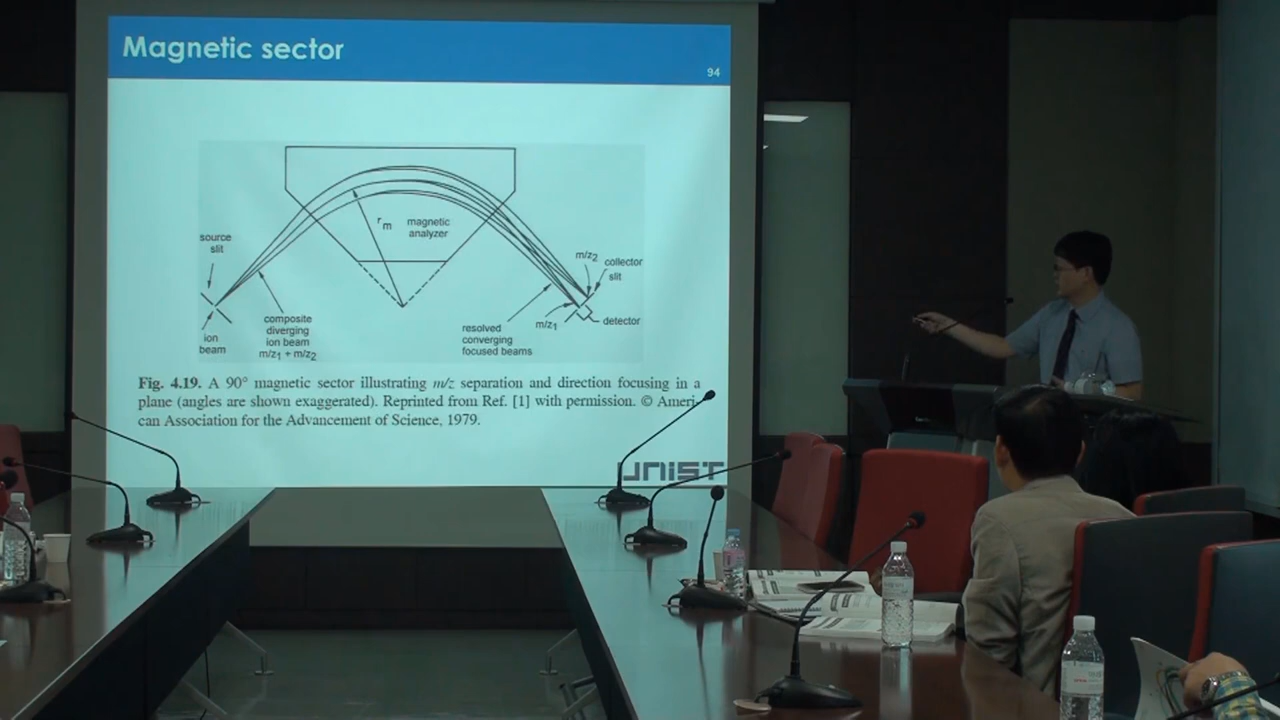 Magnetic sector
94
source
slit
r m
magnetic
analyzer
m/z2
collector
slit
ion
beam
composite
diverging
ion beam
m/z1 + m/z2
resolved
converging
focused beams
m/z1
detector
Fig. 4.19. A 90° magnetic sector illustrating m/z separation and direction focusing in a
plane (angles are shown exaggerated). Reprinted from Ref. [1] with permission. © Ameri-
can Association for the Advancement of Science, 1979.
UNIST